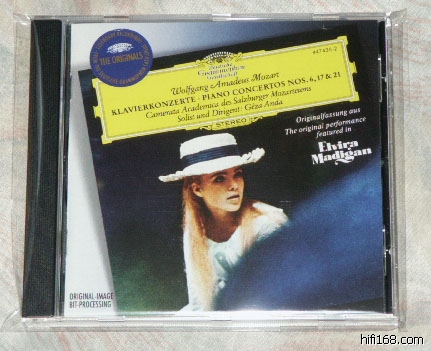 THE ORIGINALS
Deutsche
Grammophon
Gesellschaft
447 436-2
Wolfgang Amadeus Mozart
KLAVIERKONZERTE · PIANO CONCERTOS NOS. 6, 17 & 21
Camerata Academica des Salzburger Mozarteums
Solist und Dirigent: Géza Anda
STEREO
Originalfassung aus
The original performance
featured in
Elvira
Madigan
ORIGINAL-IMAGE
BIT-PROCESSING
hifi168.com